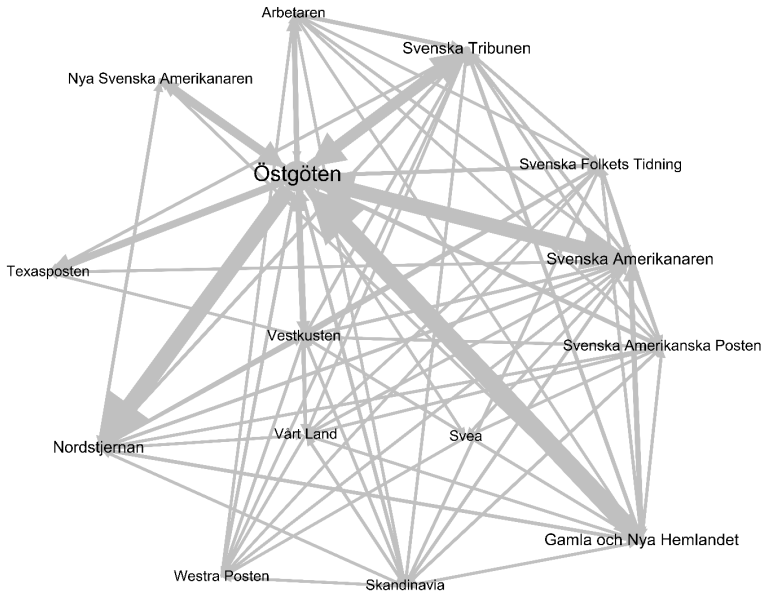 Arbetaren
Svenska Tribunen
Nya Svenska Amerikanaren
Svenska Folkets Tidning
Östgöten
Svenska Amerikanaren
Texasposten
Vestkusten
Svenska Amerikanska Posten
Vårt Land
Svea
Nordstjernan
Gamla och Nya Hemlandet
Westra Posten
Skandinavia